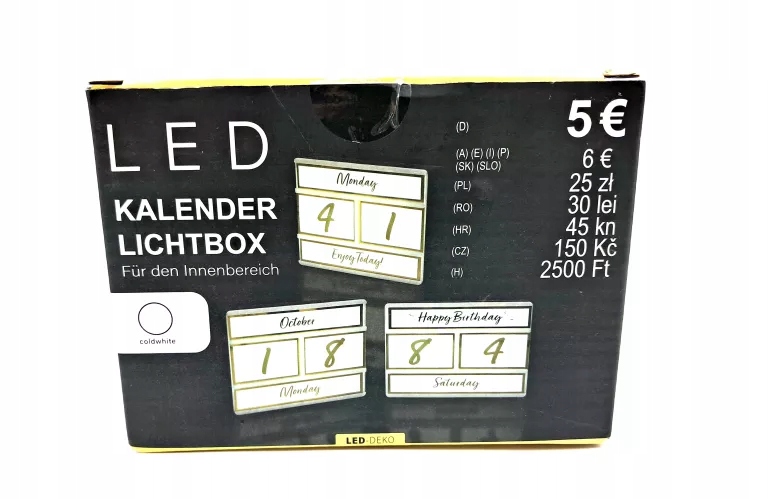 LED
KALENDER
LICHTBOX
Für den Innenbereich
coldwhite
Monday
4 1
Enjoy Today!
October
1 8
Monday
Happy Birthday
8 4
Saturday
(D) 5 €
(A) (E) (I) (P)
(SK) (SLO) 6 €
(PL) 25 zł
(RO) 30 lei
(HR) 45 kn
(CZ) 150 Kč
(H) 2500 Ft
LED-DEKO